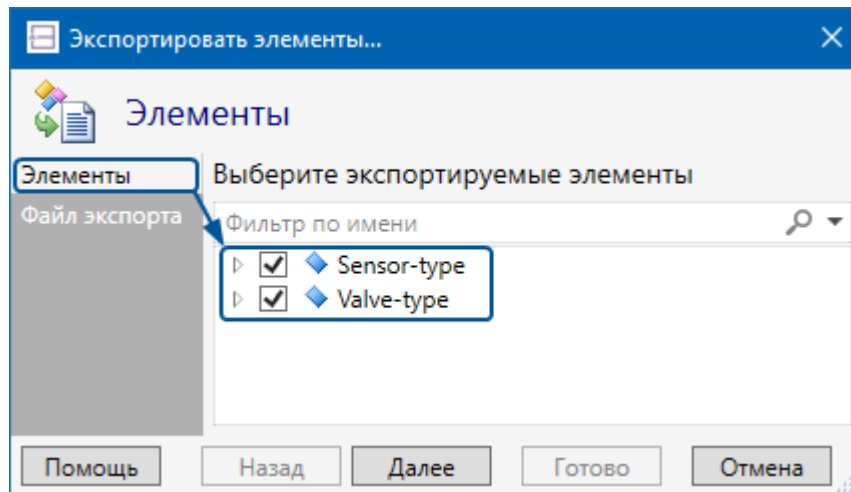 Экспортировать элементы...
Элементы
Элементы
Выберите экспортируемые элементы
Файл экспорта
Фильтр по имени
Sensor-type
Valve-type
Помощь
Назад
Далее
Готово
Отмена